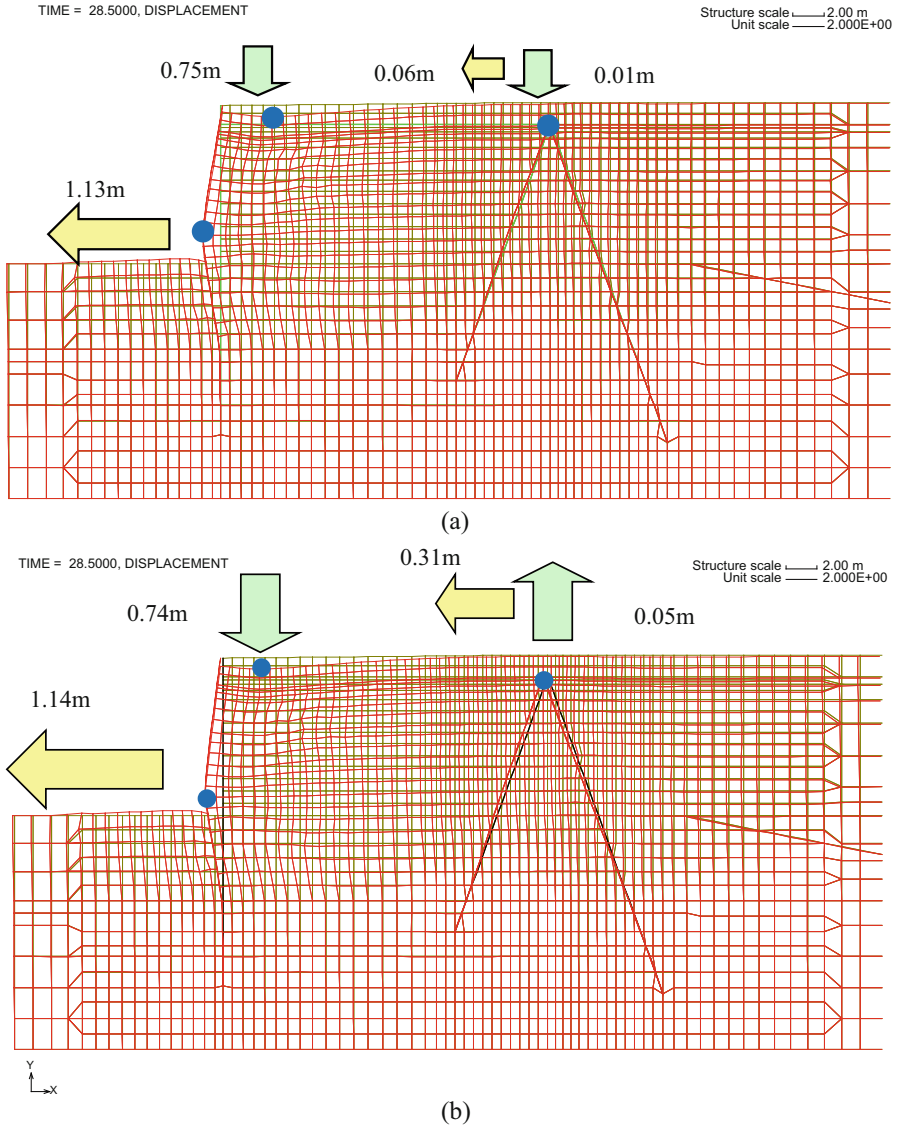 TIME = 28.5000, DISPLACEMENT
Structure scale 2.00 m
Unit scale 2.000E+00
0.75m
0.06m
0.01m
1.13m
(a)
TIME = 28.5000, DISPLACEMENT
Structure scale 2.00 m
Unit scale 2.000E+00
0.31m
0.74m
0.05m
1.14m
Y
X
(b)